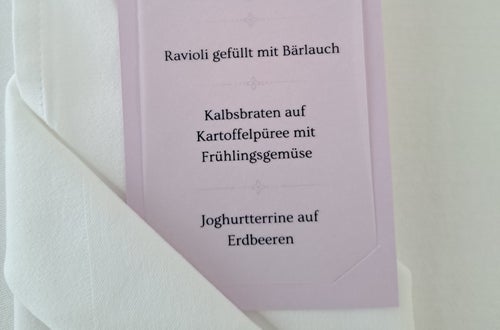 Ravioli gefüllt mit Bärlauch
Kalbsbraten auf
Kartoffelpüree mit
Frühlingsgemüse
Joghurtterrine auf
Erdbeeren